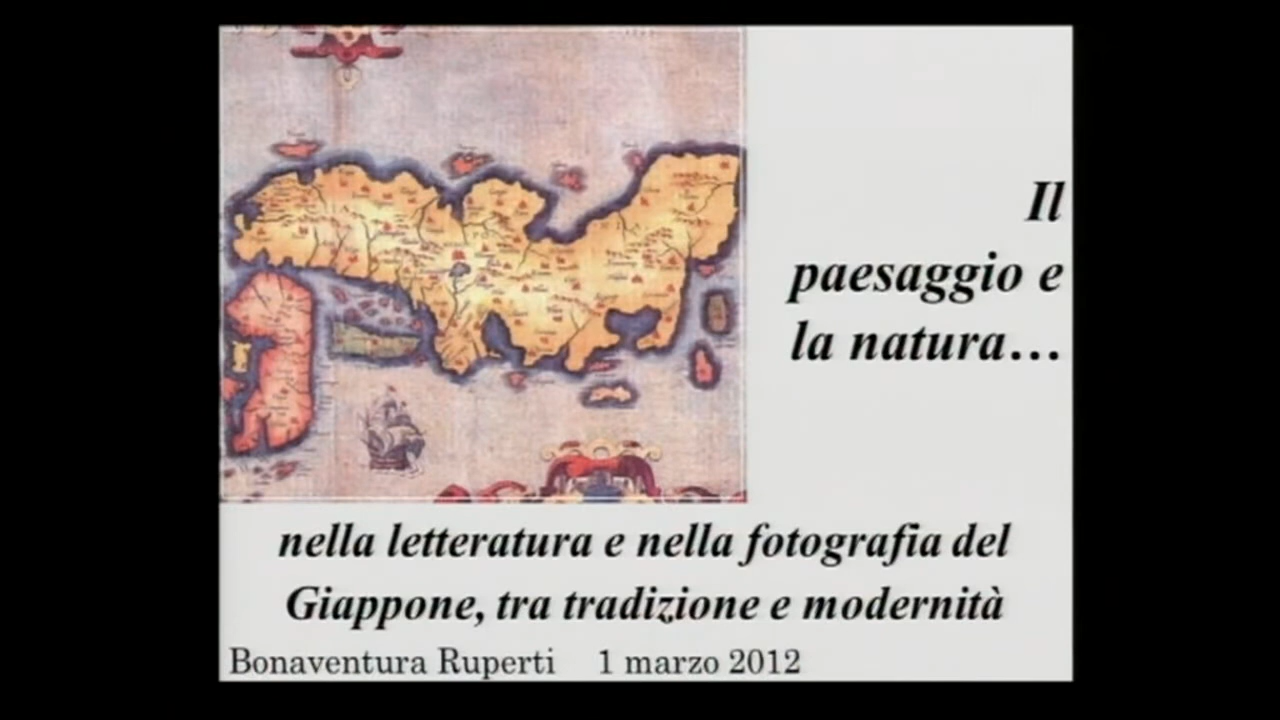 Il
paesaggio e
la natura…
nella letteratura e nella fotografia del
Giappone, tra tradizione e modernità
Bonaventura Ruperti 1 marzo 2012